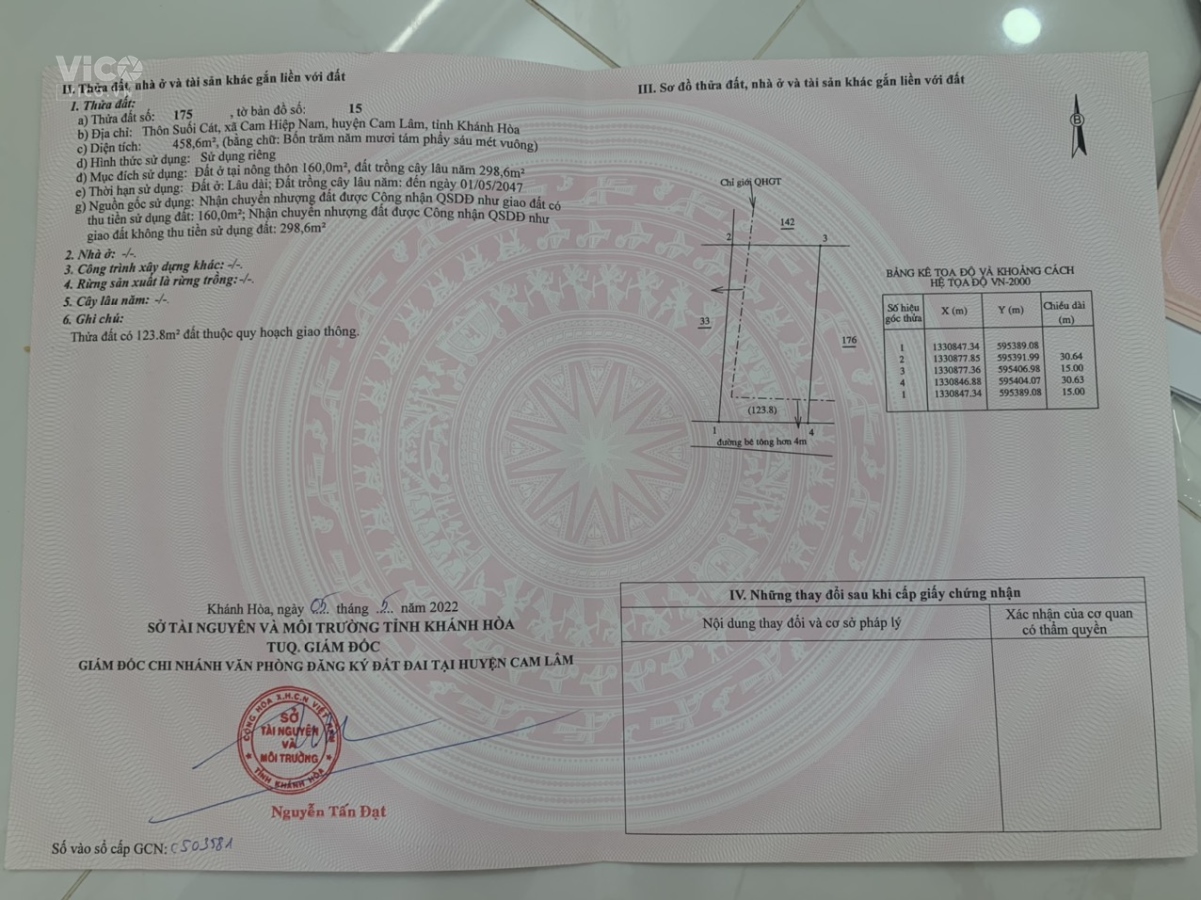 VICO
Vico.vn
II. Thửa đất, nhà ở và tài sản khác gắn liền với đất
1. Thửa đất:
a) Thửa đất số: 175 , tờ bản đồ số: 15
b) Địa chỉ: Thôn Suối Cát, xã Cam Hiệp Nam, huyện Cam Lâm, tỉnh Khánh Hòa
c) Diện tích: 458,6m², (bằng chữ: Bốn trăm năm mươi tám phẩy sáu mét vuông)
d) Hình thức sử dụng: Sử dụng riêng
đ) Mục đích sử dụng: Đất ở tại nông thôn 160,0m², đất trồng cây lâu năm 298,6m²
e) Thời hạn sử dụng: Đất ở: Lâu dài; Đất trồng cây lâu năm: đến ngày 01/05/2047
g) Nguồn gốc sử dụng: Nhận chuyển nhượng đất được Công nhận QSDĐ như giao đất có
thu tiền sử dụng đất: 160,0m²; Nhận chuyển nhượng đất được Công nhận QSDĐ như
giao đất không thu tiền sử dụng đất: 298,6m²
2. Nhà ở: -/-.
3. Công trình xây dựng khác: -/-.
4. Rừng sản xuất là rừng trồng: -/-.
5. Cây lâu năm: -/-.
6. Ghi chú:
Thửa đất có 123.8m² đất thuộc quy hoạch giao thông.
Khánh Hòa, ngày 05 tháng 5 năm 2022
SỞ TÀI NGUYÊN VÀ MÔI TRƯỜNG TỈNH KHÁNH HÒA
TUQ. GIÁM ĐỐC
GIÁM ĐỐC CHI NHÁNH VĂN PHÒNG ĐĂNG KÝ ĐẤT ĐAI TẠI HUYỆN CAM LÂM
CỘNG HÒA X.H.C.N VIỆT NAM
SỞ
TÀI NGUYÊN
VÀ
MÔI TRƯỜNG
TỈNH KHÁNH HÒA
Nguyễn Tấn Đạt
Số vào sổ cấp GCN: CS03581
III. Sơ đồ thửa đất, nhà ở và tài sản khác gắn liền với đất
B
Chỉ giới QHGT
142
2
3
33
176
(123.8)
1
4
đường bê tông hơn 4m
BẢNG KÊ TỌA ĐỘ VÀ KHOẢNG CÁCH
HỆ TỌA ĐỘ VN-2000
Số hiệu góc thửa X (m) Y (m) Chiều dài (m)
1 1330847.34 595389.08
2 1330877.85 595391.99 30.64
3 1330877.36 595406.98 15.00
4 1330846.88 595404.07 30.63
1 1330847.34 595389.08 15.00
IV. Những thay đổi sau khi cấp giấy chứng nhận
Nội dung thay đổi và cơ sở pháp lý
Xác nhận của cơ quan
có thẩm quyền